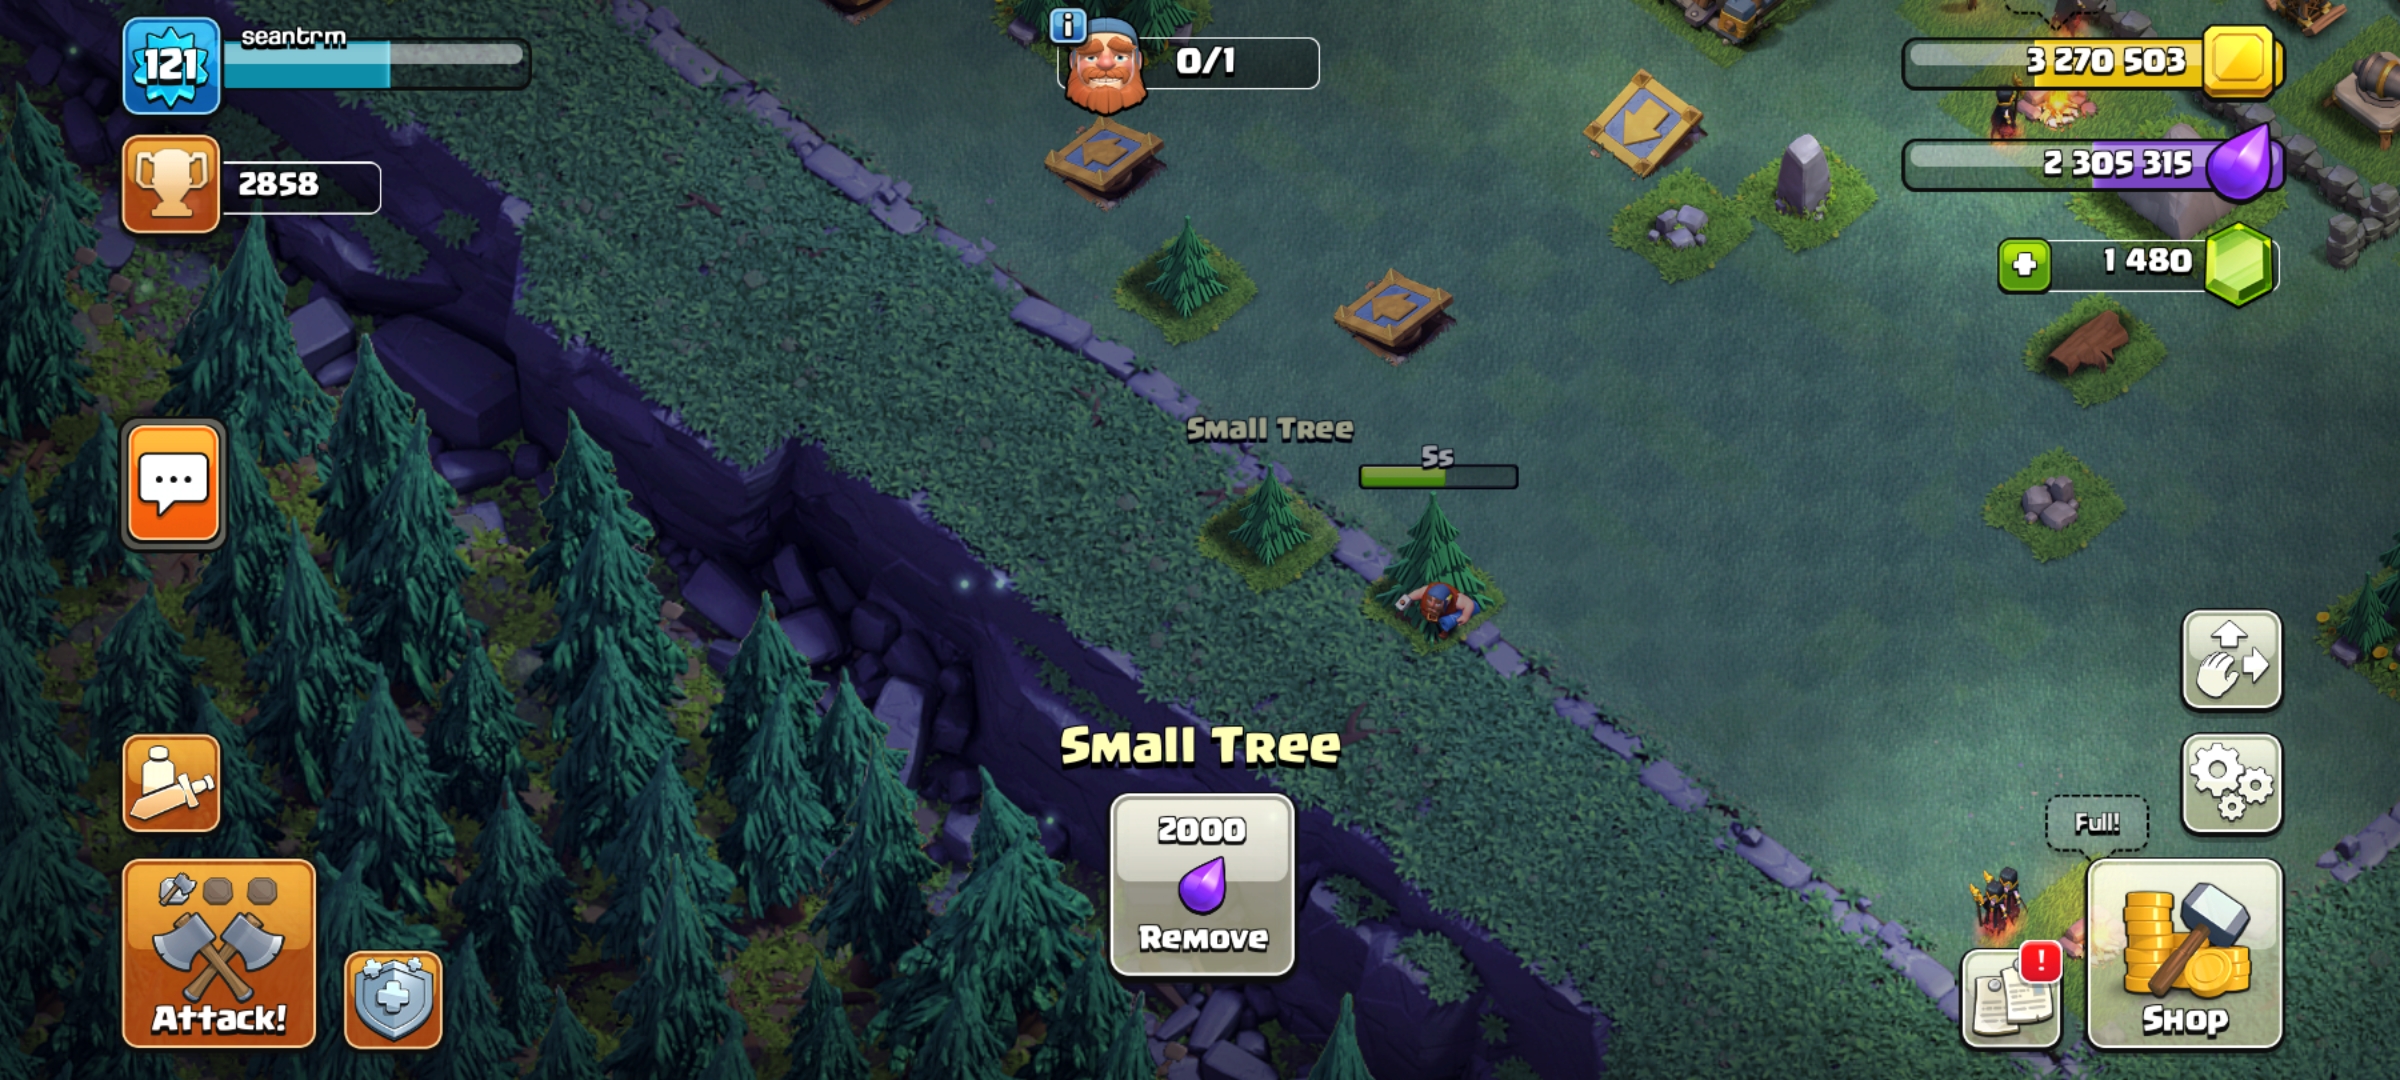 121
seantrm
0/1
3 270 503
2858
2 305 315
1 480
Small Tree
5s
Small Tree
2000
Remove
Full!
Attack!
!
Shop